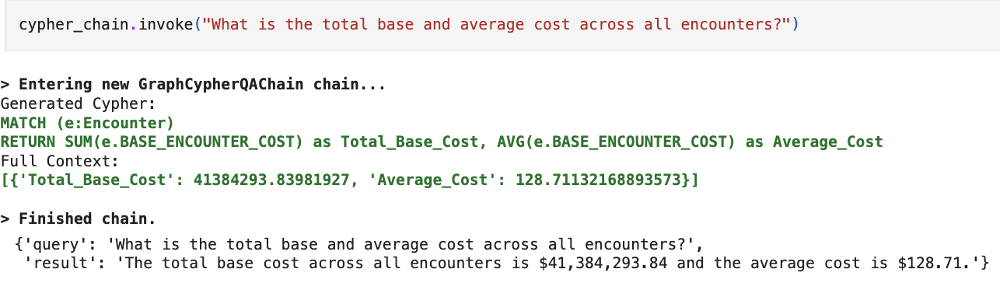 cypher_chain.invoke("What is the total base and average cost across all encounters?")
> Entering new GraphCypherQAChain chain...
Generated Cypher:
MATCH (e:Encounter)
RETURN SUM(e.BASE_ENCOUNTER_COST) as Total_Base_Cost, AVG(e.BASE_ENCOUNTER_COST) as Average_Cost
Full Context:
[{'Total_Base_Cost': 41384293.83981927, 'Average_Cost': 128.71132168893573}]
> Finished chain.
{'query': 'What is the total base and average cost across all encounters?',
'result': 'The total base cost across all encounters is $41,384,293.84 and the average cost is $128.71.'}